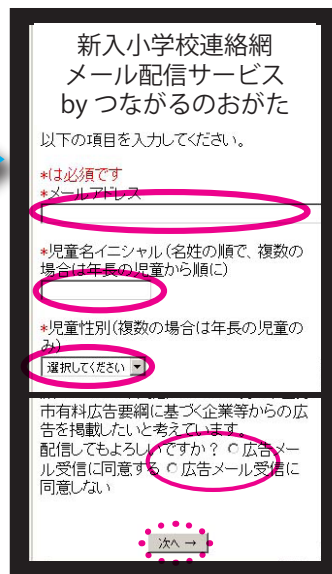 新入小学校連絡網
メール配信サービス
by つながるのおがた
以下の項目を入力してください。
*は必須です
*メールアドレス
*児童名イニシャル(名姓の順で、複数の
場合は年長の児童から順に)
*児童性別(複数の場合は年長の児童の
み)
選択してください
市有料広告要綱に基づく企業等からの広
告を掲載したいと考えています。
配信してもよろしいですか? ○広告メー
ル受信に同意する ○広告メール受信に
同意しない
次へ →